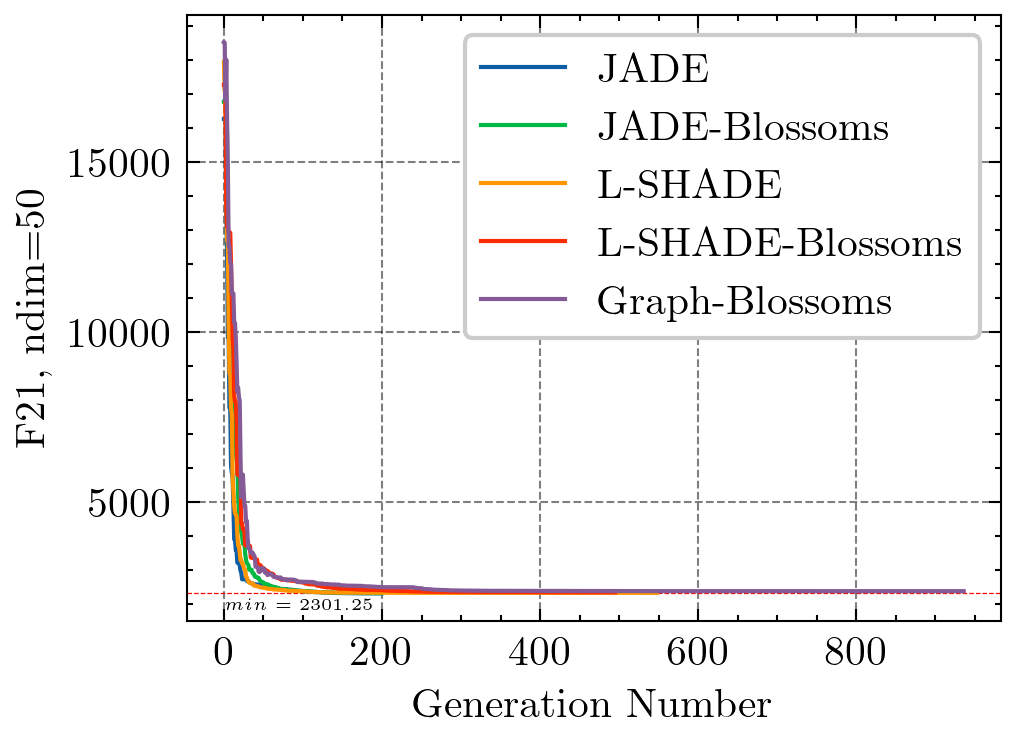 F21, ndim=50
15000
10000
5000
JADE
JADE-Blossoms
L-SHADE
L-SHADE-Blossoms
Graph-Blossoms
min = 2301.25
0 200 400 600 800
Generation Number